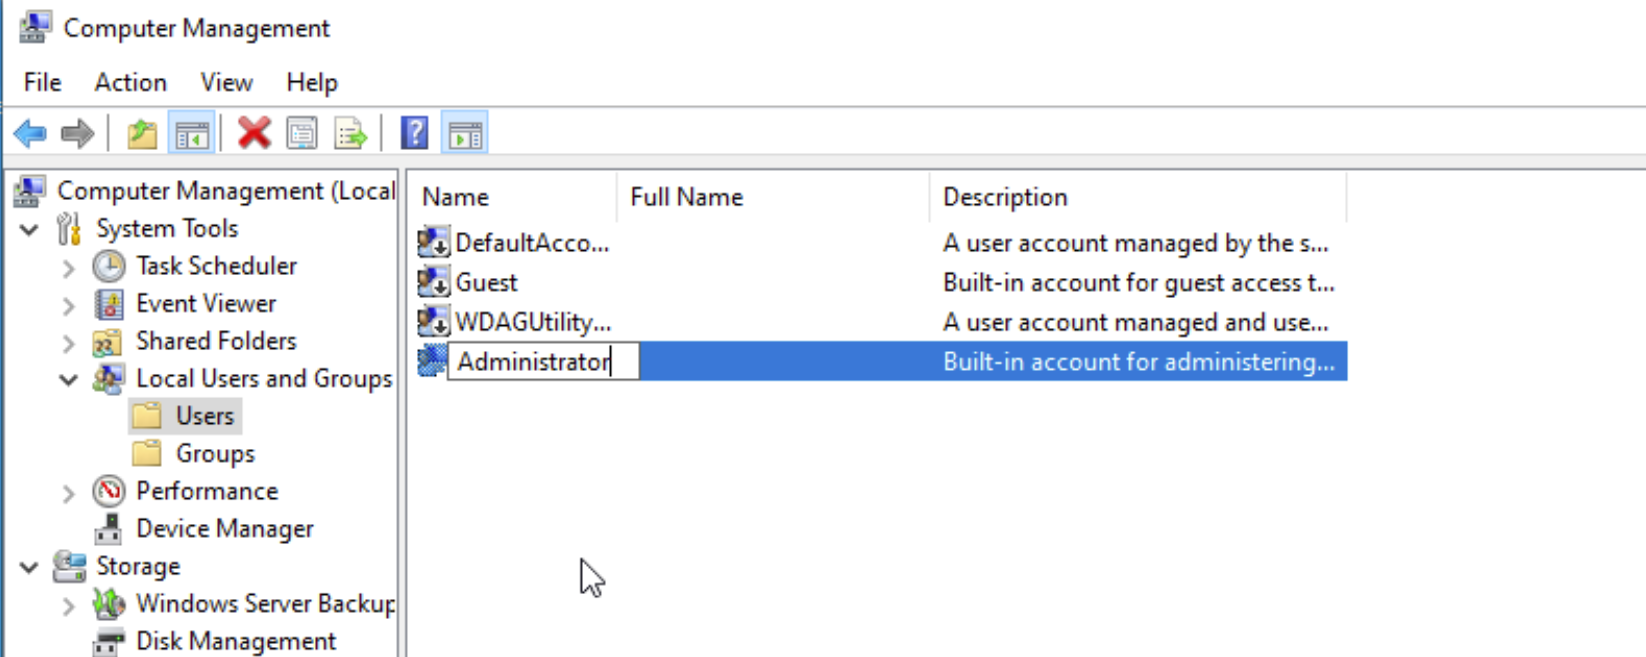 Computer Management
File Action View Help
Computer Management (Local
System Tools
Task Scheduler
Event Viewer
Shared Folders
Local Users and Groups
Users
Groups
Performance
Device Manager
Storage
Windows Server Backup
Disk Management
Name Full Name Description
DefaultAcco... A user account managed by the s...
Guest Built-in account for guest access t...
WDAGUtility... A user account managed and use...
Administrator Built-in account for administering...